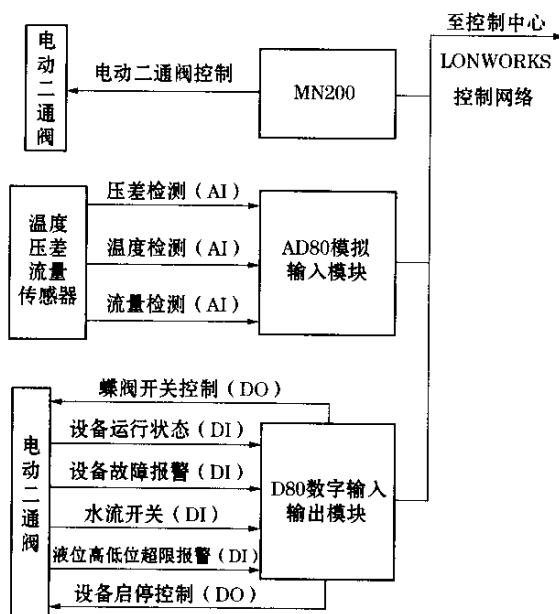 至控制中心
LONWORKS
控制网络
电动二通阀
电动二通阀控制
MN200
温度
压差
流量
传感器
压差检测（AI）
温度检测（AI）
流量检测（AI）
AD80模拟
输入模块
电动二通阀
蝶阀开关控制（DO）
设备运行状态（DI）
设备故障报警（DI）
水流开关（DI）
液位高低位超限报警（DI）
设备启停控制（DO）
D80数字输入
输出模块